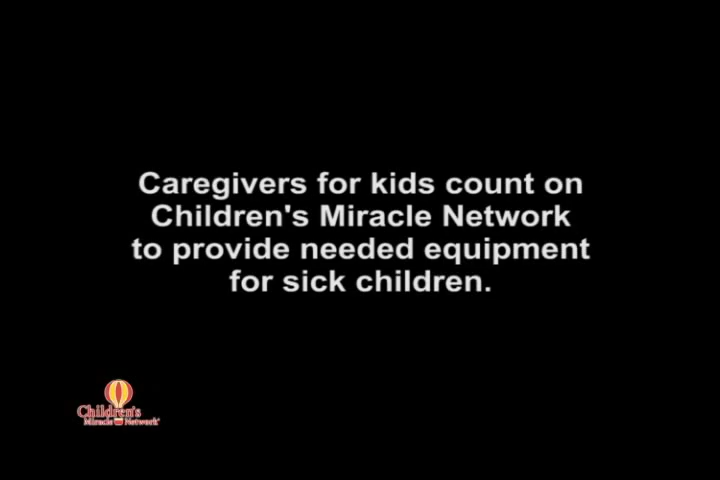 Caregivers for kids count on
Children's Miracle Network
to provide needed equipment
for sick children.
Children's
Miracle Network